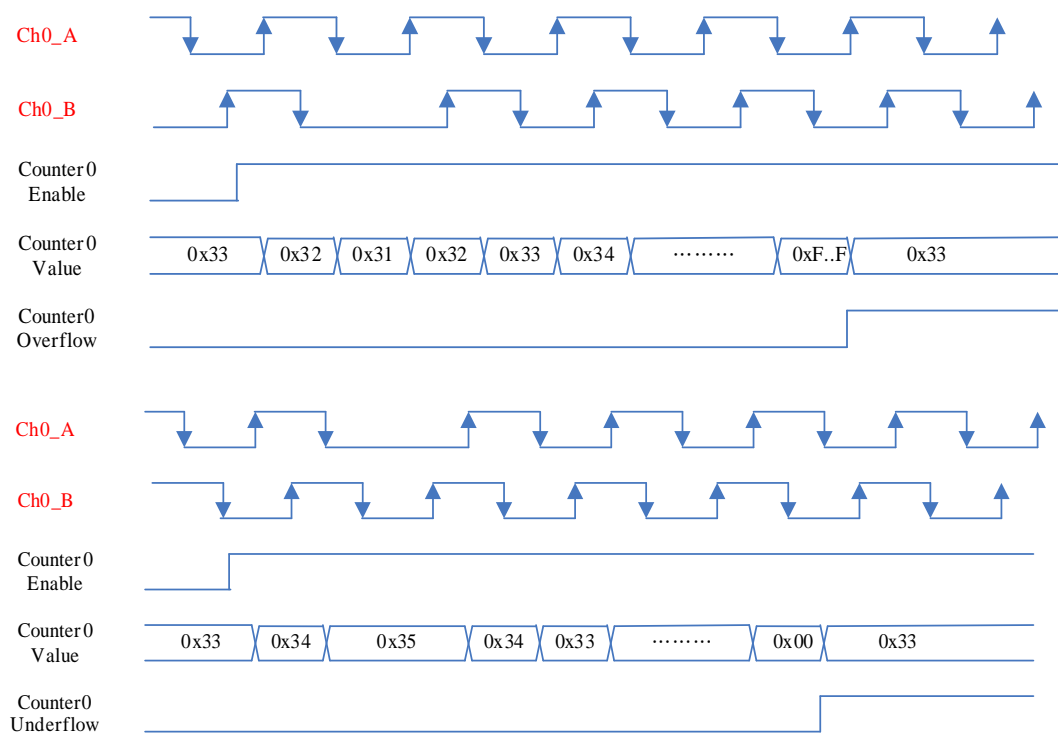 Ch0_A
Ch0_B
Counter0
Enable
Counter0
Value
0x33 0x32 0x31 0x32 0x33 0x34 ……… 0xF..F 0x33
Counter0
Overflow
Ch0_A
Ch0_B
Counter0
Enable
Counter0
Value
0x33 0x34 0x35 0x34 0x33 ……… 0x00 0x33
Counter0
Underflow